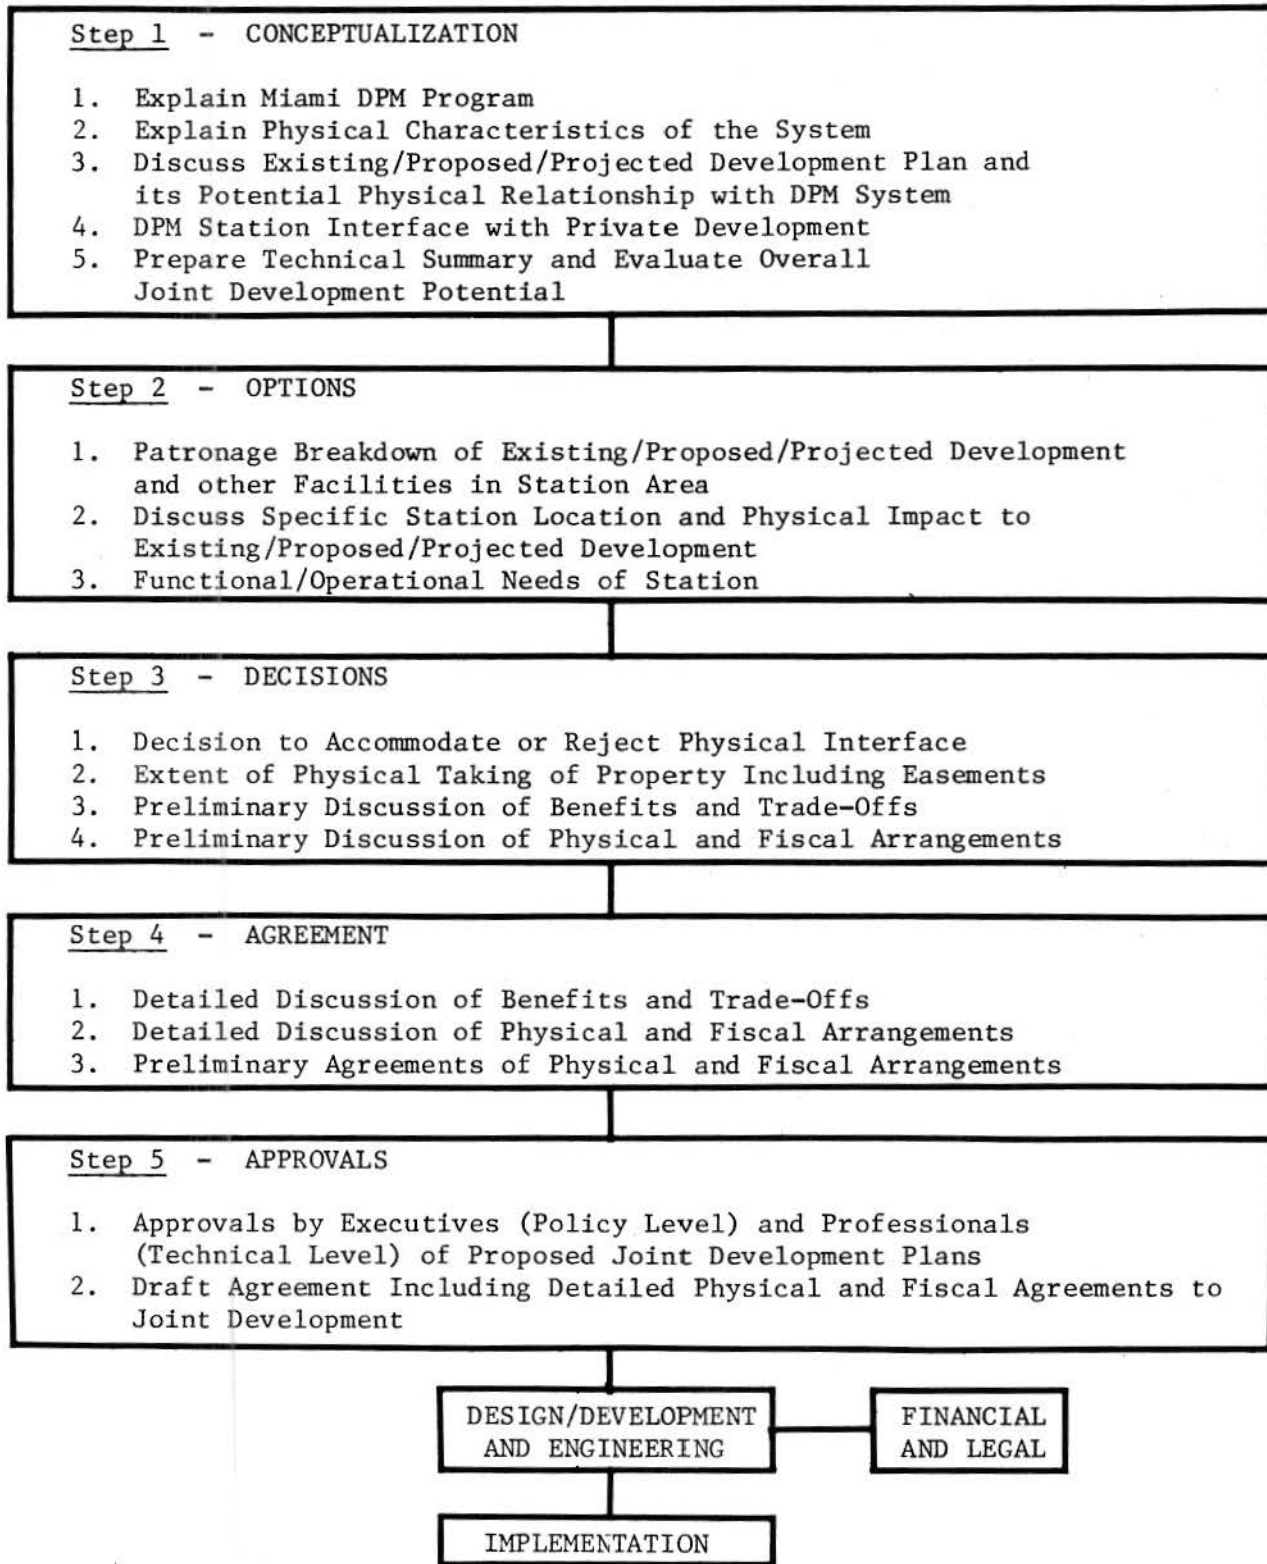 Step 1 - CONCEPTUALIZATION
1. Explain Miami DPM Program
2. Explain Physical Characteristics of the System
3. Discuss Existing/Proposed/Projected Development Plan and
its Potential Physical Relationship with DPM System
4. DPM Station Interface with Private Development
5. Prepare Technical Summary and Evaluate Overall
Joint Development Potential
Step 2 - OPTIONS
1. Patronage Breakdown of Existing/Proposed/Projected Development
and other Facilities in Station Area
2. Discuss Specific Station Location and Physical Impact to
Existing/Proposed/Projected Development
3. Functional/Operational Needs of Station
Step 3 - DECISIONS
1. Decision to Accommodate or Reject Physical Interface
2. Extent of Physical Taking of Property Including Easements
3. Preliminary Discussion of Benefits and Trade-Offs
4. Preliminary Discussion of Physical and Fiscal Arrangements
Step 4 - AGREEMENT
1. Detailed Discussion of Benefits and Trade-Offs
2. Detailed Discussion of Physical and Fiscal Arrangements
3. Preliminary Agreements of Physical and Fiscal Arrangements
Step 5 - APPROVALS
1. Approvals by Executives (Policy Level) and Professionals
(Technical Level) of Proposed Joint Development Plans
2. Draft Agreement Including Detailed Physical and Fiscal Agreements to
Joint Development
DESIGN/DEVELOPMENT
AND ENGINEERING
FINANCIAL
AND LEGAL
IMPLEMENTATION